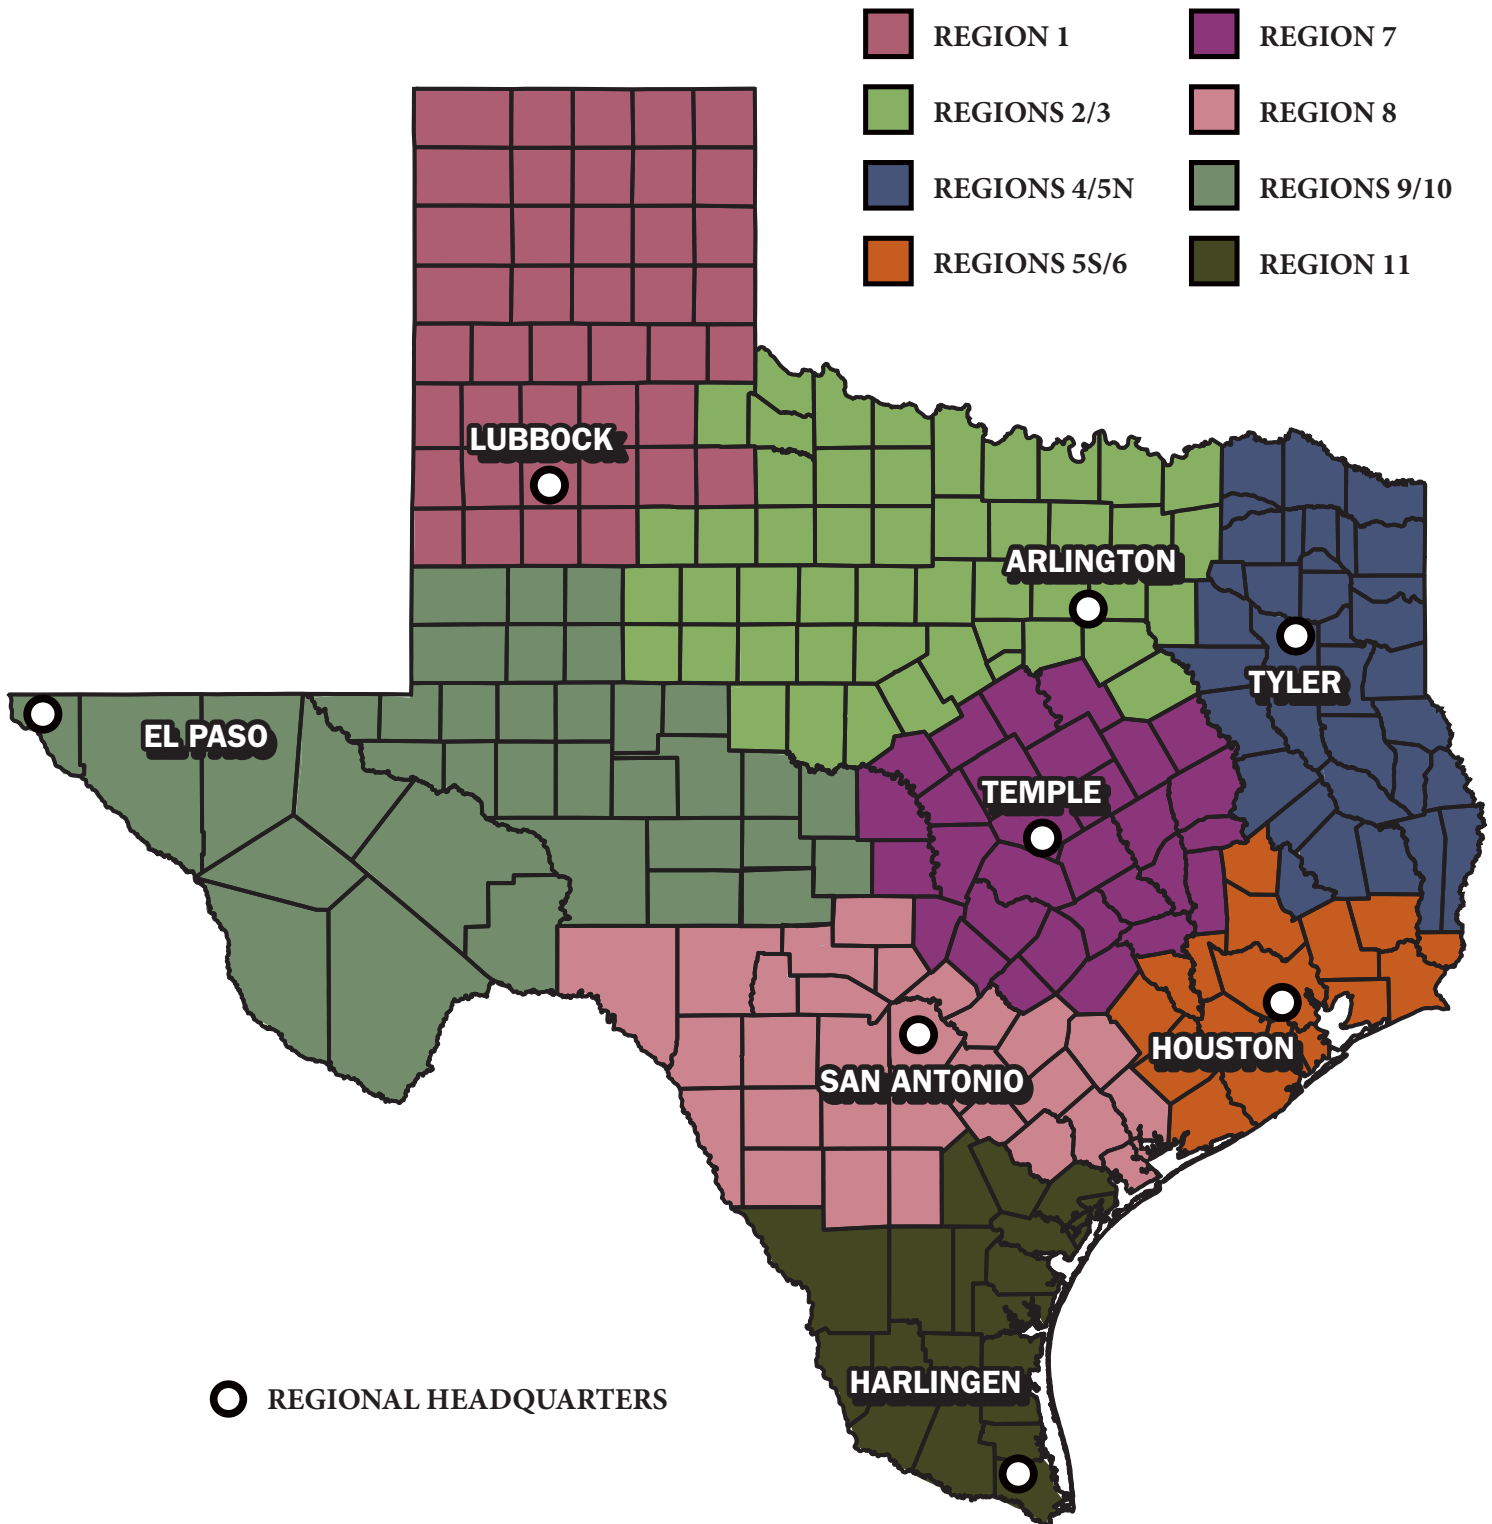 REGION 1
REGION 7
REGIONS 2/3
REGION 8
REGIONS 4/5N
REGIONS 9/10
REGIONS 5S/6
REGION 11
LUBBOCK
ARLINGTON
TYLER
EL PASO
TEMPLE
HOUSTON
SAN ANTONIO
HARLINGEN
REGIONAL HEADQUARTERS